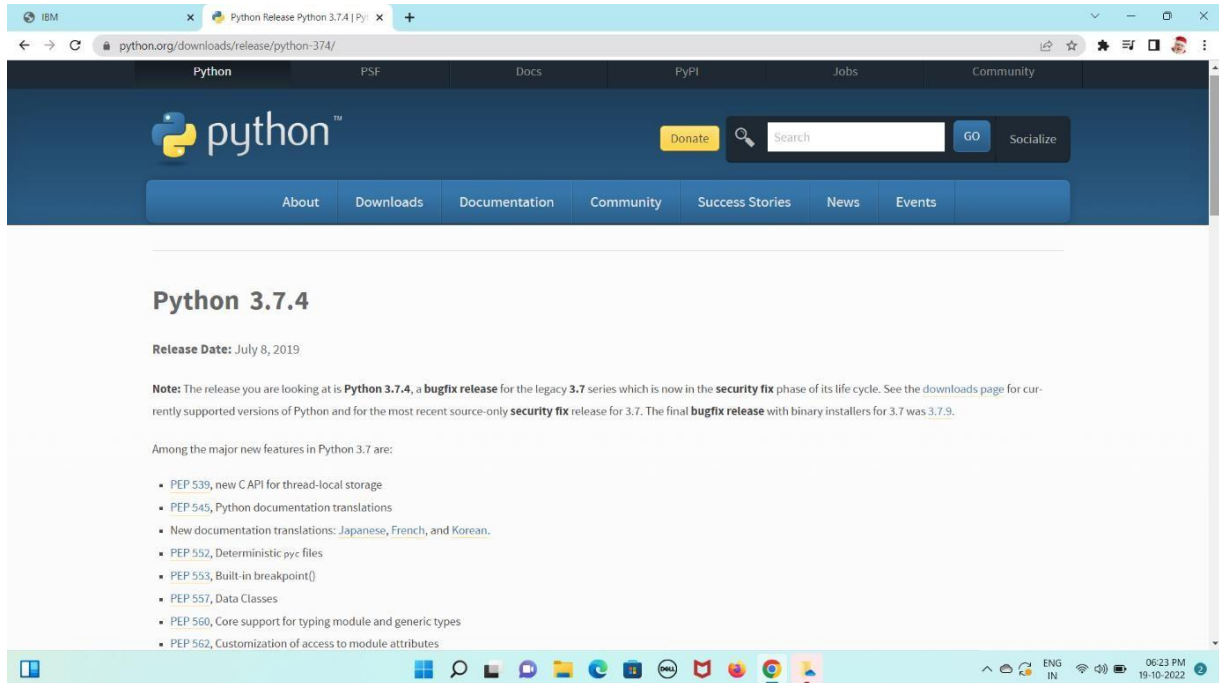 IBM
Python Release Python 3.7.4 | Py
python.org/downloads/release/python-374/
Python PSF Docs PyPI Jobs Community
python™
Donate Search GO Socialize
About Downloads Documentation Community Success Stories News Events
Python 3.7.4
Release Date: July 8, 2019
Note: The release you are looking at is Python 3.7.4, a bugfix release for the legacy 3.7 series which is now in the security fix phase of its life cycle. See the downloads page for cur-
rently supported versions of Python and for the most recent source-only security fix release for 3.7. The final bugfix release with binary installers for 3.7 was 3.7.9.
Among the major new features in Python 3.7 are:
PEP 539, new C API for thread-local storage
PEP 545, Python documentation translations
New documentation translations: Japanese, French, and Korean.
PEP 552, Deterministic pyc files
PEP 553, Built-in breakpoint()
PEP 557, Data Classes
PEP 560, Core support for typing module and generic types
PEP 562, Customization of access to module attributes
DELL
ENG
IN
06:23 PM
19-10-2022
2